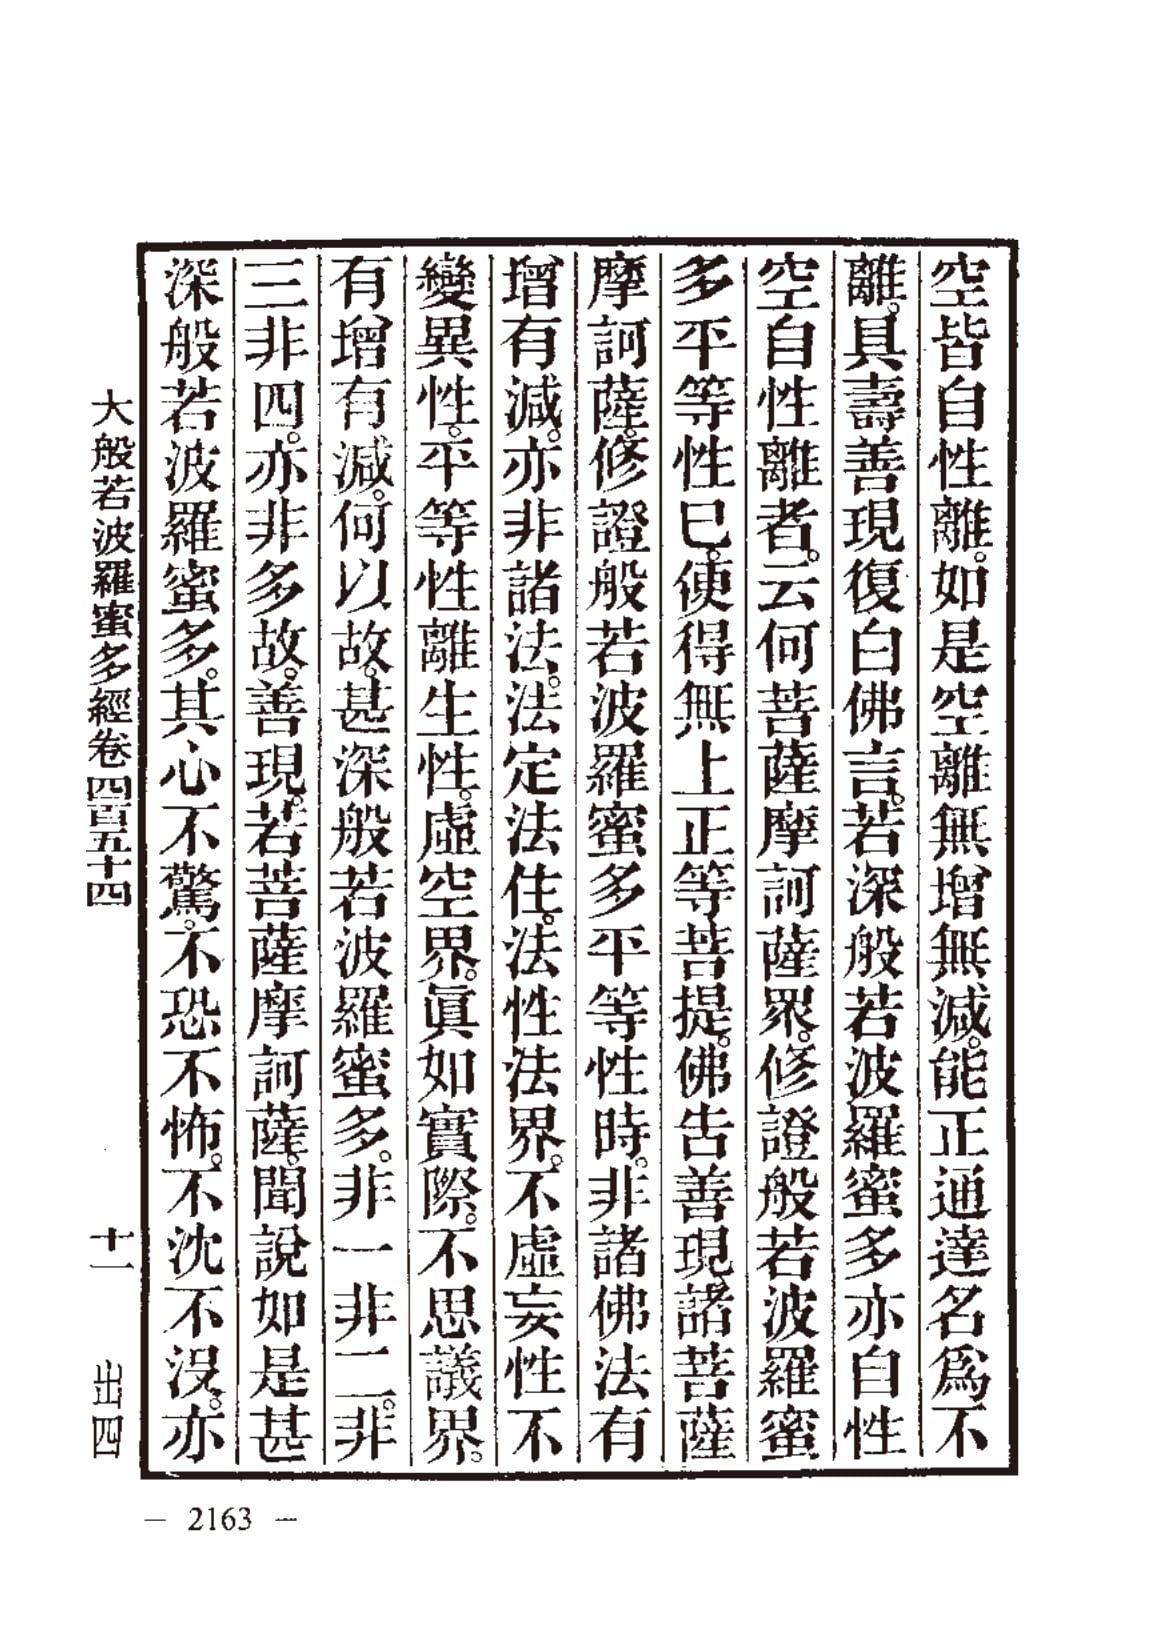 空皆自性離。如是空離無增無減。能正通達名爲不
離。具壽善現復白佛言。若深般若波羅蜜多亦自性
空自性離者。云何菩薩摩訶薩眾。修證般若波羅蜜
多平等性已。便得無上正等菩提。佛告善現。諸菩薩
摩訶薩。修證般若波羅蜜多平等性時。非諸佛法有
增有減。亦非諸法。法定法住。法性法界。不虛妄性不
變異性。平等性離生性。虛空界。眞如實際。不思議界。
有增有減。何以故。甚深般若波羅蜜多。非一非二。非
三非四。亦非多故。善現。若菩薩摩訶薩。聞說如是甚
深般若波羅蜜多。其心不驚。不恐不怖。不沈不沒。亦
大般若波羅蜜多經卷四百五十四 十一 出四
— 2163 —